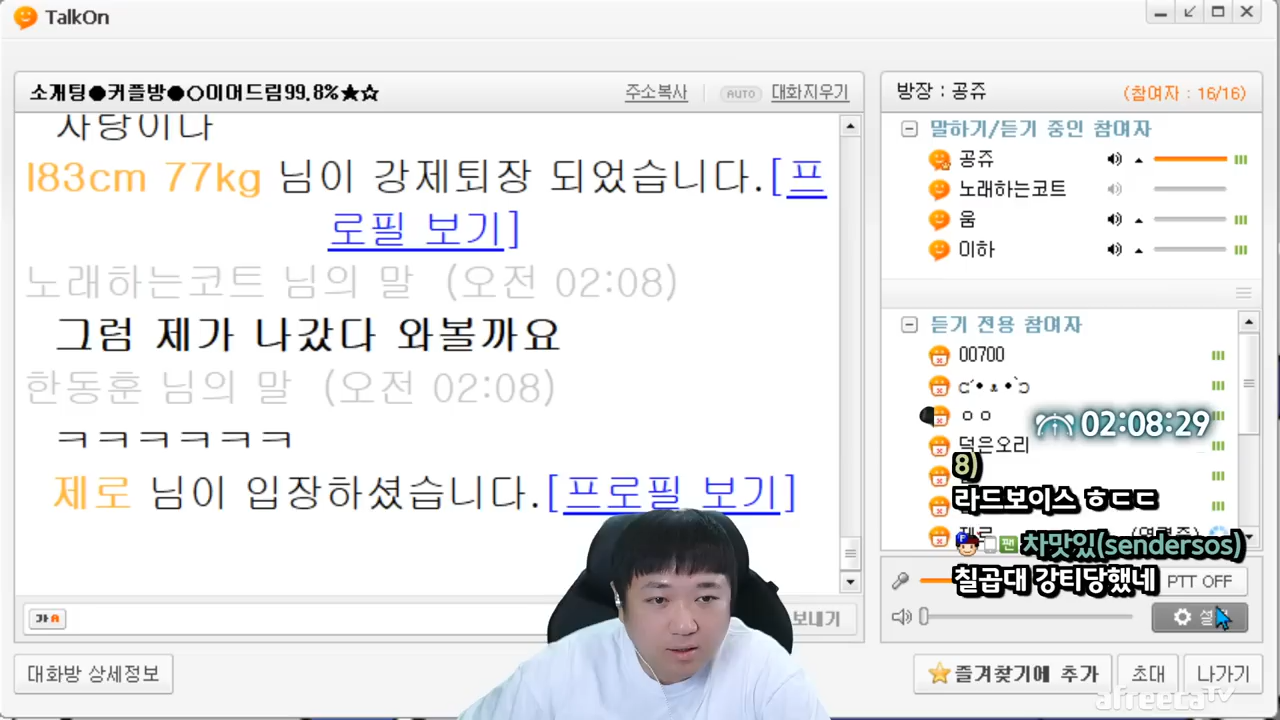 TalkOn
소개팅●커플방●○이어드림99.8%★☆
주소복사
AUTO
대화지우기
사탕이나
183cm 77kg 님이 강제퇴장 되었습니다.[프
로필 보기]
노래하는코트 님의 말 (오전 02:08)
그럼 제가 나갔다 와볼까요
한동훈 님의 말 (오전 02:08)
ㅋㅋㅋㅋㅋㅋ
제로 님이 입장하셨습니다.[프로필 보기]
가A
보내기
대화방 상세정보
방장 : 공쥬
(참여자 : 16/16)
말하기/듣기 중인 참여자
공쥬
노래하는코트
움
이하
듣기 전용 참여자
00700
ㅇㅇ
02:08:29
덕은오리
8)
라드보이스 ㅎㄷㄷ
제로
팬 차맛있(sendersos)
칠곱대 강티당했네
PTT OFF
즐겨찾기에 추가
초대
나가기
afreecaTV